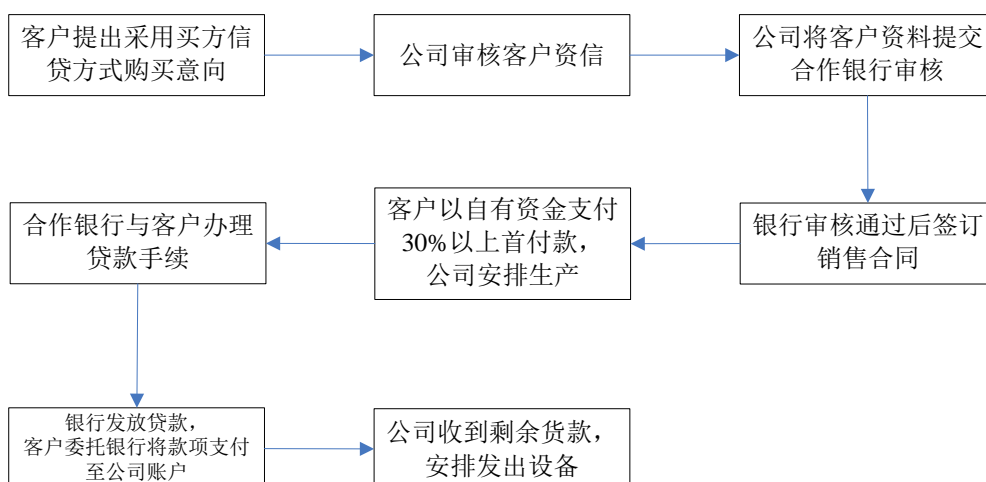 客户提出采用买方信
贷方式购买意向
公司审核客户资信
公司将客户资料提交
合作银行审核
银行审核通过后签订
销售合同
客户以自有资金支付
30%以上首付款，
公司安排生产
合作银行与客户办理
贷款手续
银行发放贷款，
客户委托银行将款项支付
至公司账户
公司收到剩余货款，
安排发出设备